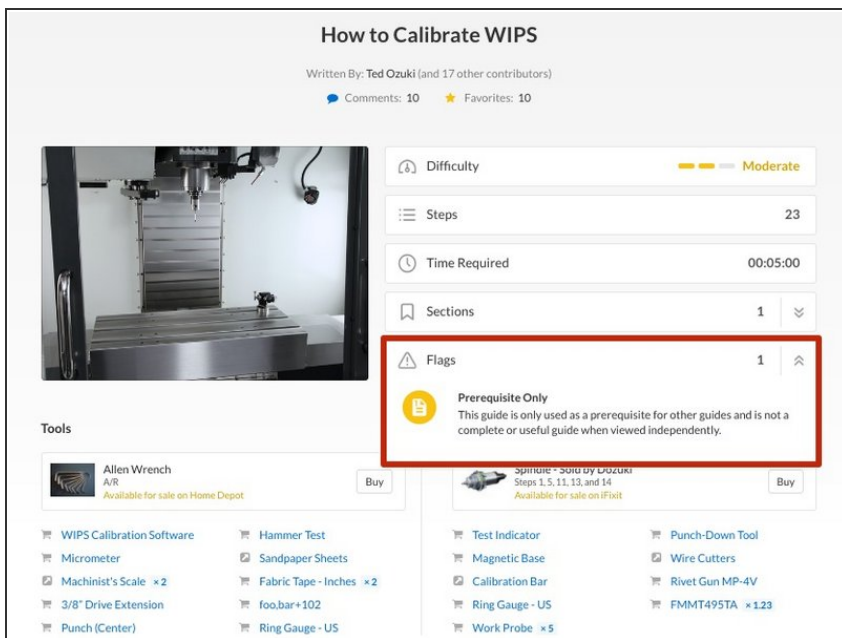 How to Calibrate WIPS
Written By: Ted Ozuki (and 17 other contributors)
Comments: 10 Favorites: 10
Difficulty Moderate
Steps 23
Time Required 00:05:00
Sections 1
Flags 1
Prerequisite Only
This guide is only used as a prerequisite for other guides and is not a
complete or useful guide when viewed independently.
Tools
Allen Wrench
A/R
Available for sale on Home Depot
Buy
Spindle - Sold by Dozuki
Steps 1, 5, 11, 13, and 14
Available for sale on iFixit
Buy
WIPS Calibration Software
Micrometer
Machinist's Scale × 2
3/8" Drive Extension
Punch (Center)
Hammer Test
Sandpaper Sheets
Fabric Tape - Inches × 2
foo,bar+102
Ring Gauge - US
Test Indicator
Magnetic Base
Calibration Bar
Ring Gauge - US
Work Probe × 5
Punch-Down Tool
Wire Cutters
Rivet Gun MP-4V
FMMT495TA × 1.23